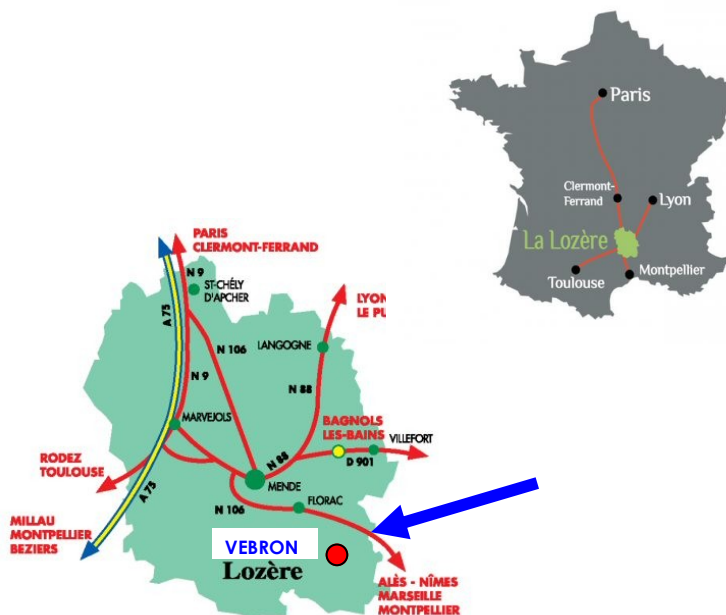 Paris
Clermont-
Ferrand
Lyon
La Lozère
Toulouse
Montpellier
PARIS
CLERMONT-FERRAND
N 9
ST-CHÉLY
D'APCHER
A 75
LYON
LE PU
N 106
LANGOGNE
N 9
N 88
MARVEJOLS
BAGNOLS
LES-BAINS
VILLEFORT
RODEZ
TOULOUSE
N 88
D 901
MENDE
A 75
N 106
FLORAC
MILLAU
MONTPELLIER
BEZIERS
VEBRON
Lozère
ALÈS - NÎMES
MARSEILLE
MONTPELLIER